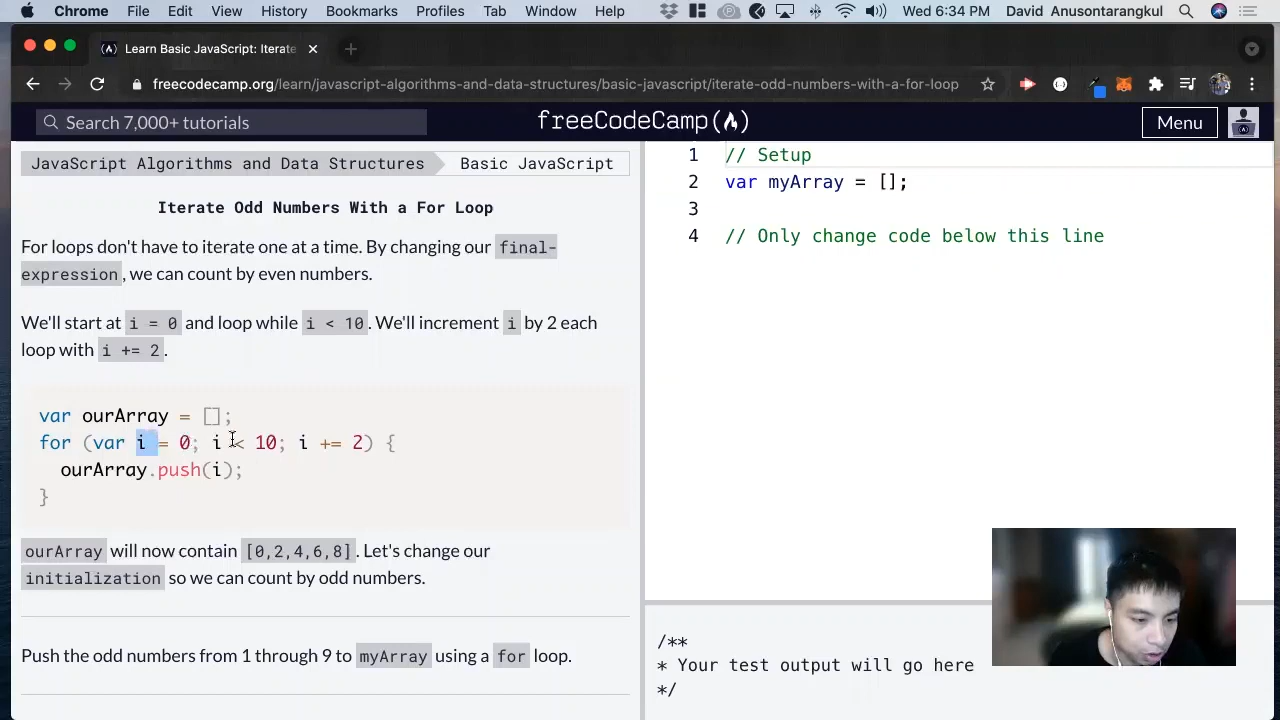 Chrome File Edit View History Bookmarks Profiles Tab Window Help Wed 6:34 PM David Anusontarangkul
Learn Basic JavaScript: Iterate
freecodecamp.org/learn/javascript-algorithms-and-data-structures/basic-javascript/iterate-odd-numbers-with-a-for-loop
Search 7,000+ tutorials
freeCodeCamp
Menu
JavaScript Algorithms and Data Structures Basic JavaScript
Iterate Odd Numbers With a For Loop
For loops don't have to iterate one at a time. By changing our final-
expression, we can count by even numbers.
We'll start at i = 0 and loop while i < 10. We'll increment i by 2 each
loop with i += 2.
var ourArray = [];
for (var i = 0; i < 10; i += 2) {
ourArray.push(i);
}
ourArray will now contain [0,2,4,6,8]. Let's change our
initialization so we can count by odd numbers.
Push the odd numbers from 1 through 9 to myArray using a for loop.
1 // Setup
2 var myArray = [];
3
4 // Only change code below this line
/**
* Your test output will go here
*/